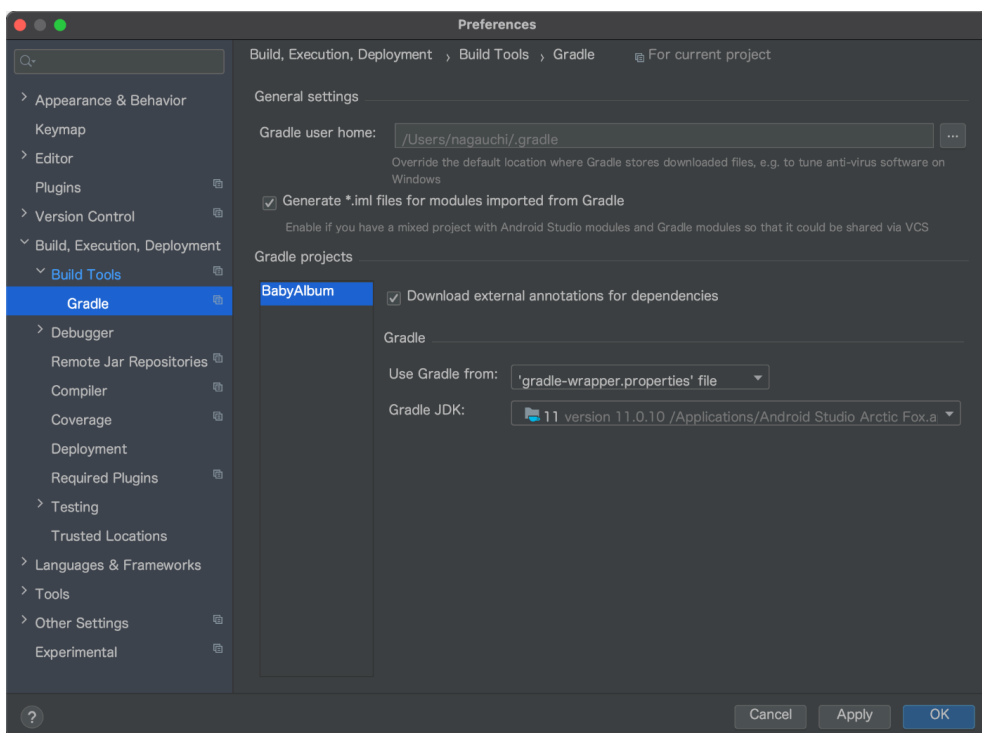 Preferences
Appearance & Behavior
Keymap
Editor
Plugins
Version Control
Build, Execution, Deployment
Build Tools
Gradle
Debugger
Remote Jar Repositories
Compiler
Coverage
Deployment
Required Plugins
Testing
Trusted Locations
Languages & Frameworks
Tools
Other Settings
Experimental
Build, Execution, Deployment › Build Tools › Gradle For current project
General settings
Gradle user home: /Users/nagauchi/.gradle ...
Override the default location where Gradle stores downloaded files, e.g. to tune anti-virus software on
Windows
Generate *.iml files for modules imported from Gradle
Enable if you have a mixed project with Android Studio modules and Gradle modules so that it could be shared via VCS
Gradle projects
BabyAlbum
Download external annotations for dependencies
Gradle
Use Gradle from: 'gradle-wrapper.properties' file
Gradle JDK: 11 version 11.0.10 /Applications/Android Studio Arctic Fox.a
? Cancel Apply OK